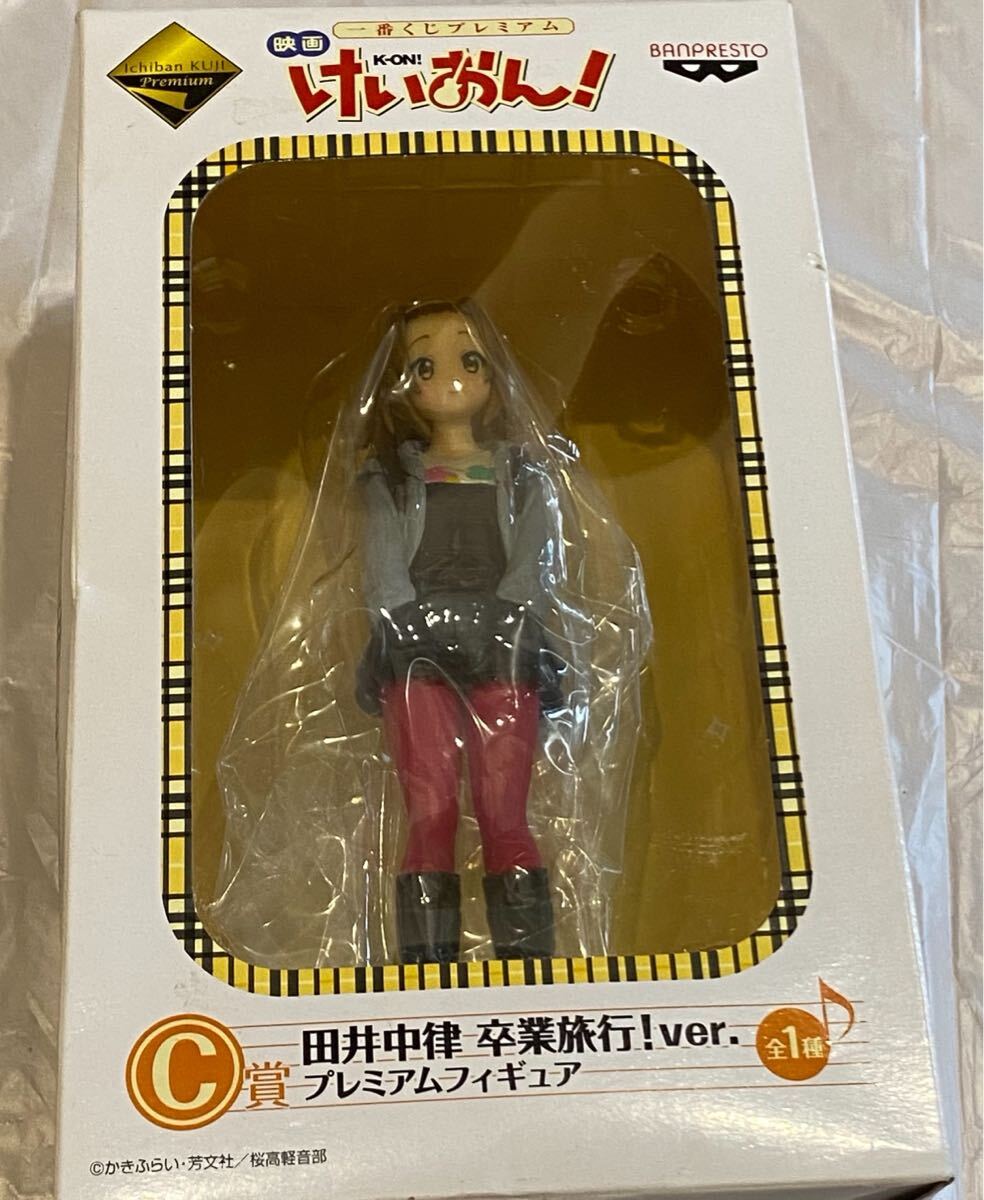 一番くじプレミアム
Ichiban KUJI
Premium
映画
K-ON!
けいおん!
BANPRESTO
C賞
田井中律 卒業旅行!ver.
プレミアムフィギュア
全1種
©かきふらい・芳文社/桜高軽音部